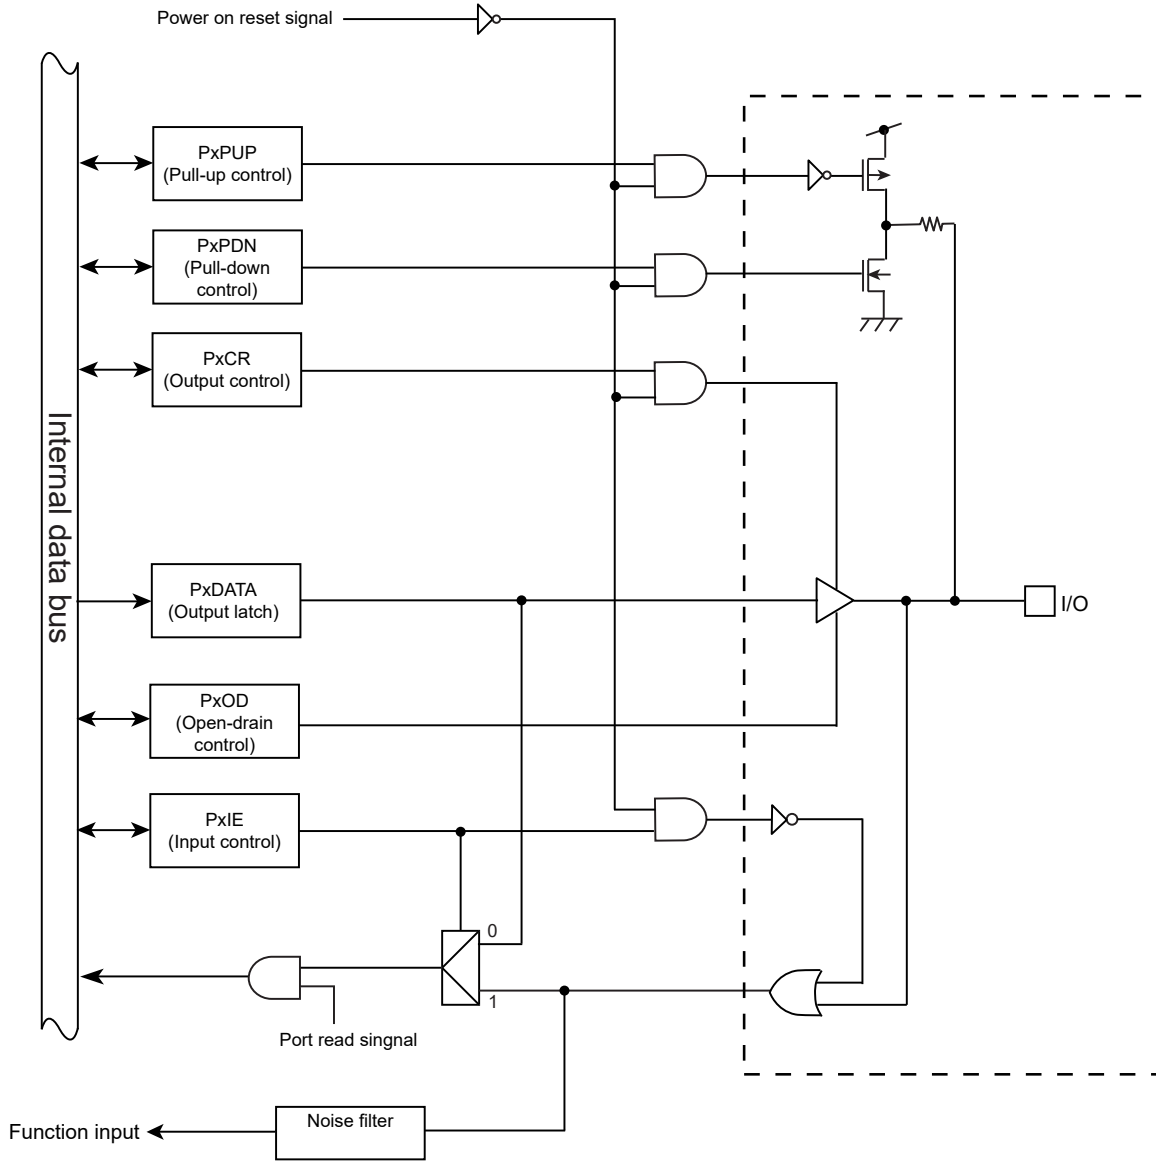 Power on reset signal
PxPUP
(Pull-up control)
PxPDN
(Pull-down
control)
PxCR
(Output control)
Internal data bus
PxDATA
(Output latch)
I/O
PxOD
(Open-drain
control)
PxIE
(Input control)
0
1
Port read singnal
Noise filter
Function input